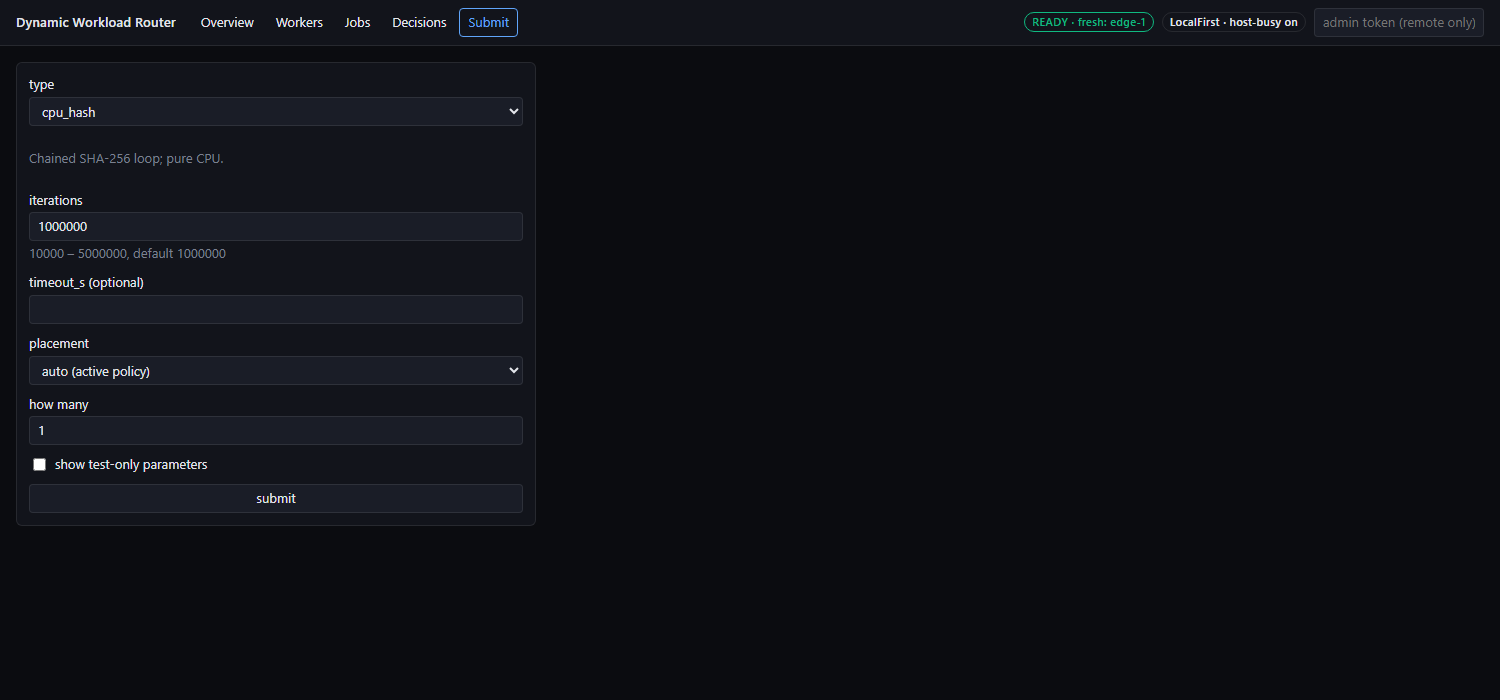 Dynamic Workload Router Overview Workers Jobs Decisions Submit READY · fresh: edge-1 LocalFirst · host-busy on admin token (remote only)
type
cpu_hash
Chained SHA-256 loop; pure CPU.
iterations
1000000
10000 – 5000000, default 1000000
timeout_s (optional)
placement
auto (active policy)
how many
1
show test-only parameters
submit